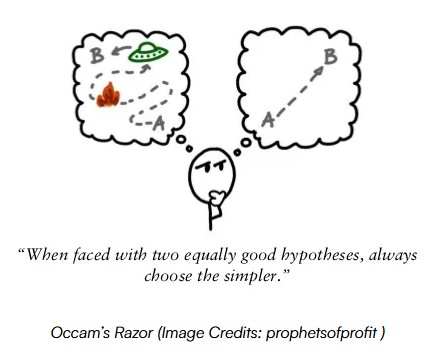 B
A
B
A
“When faced with two equally good hypotheses, always
choose the simpler.”
Occam's Razor (Image Credits: prophetsofprofit )